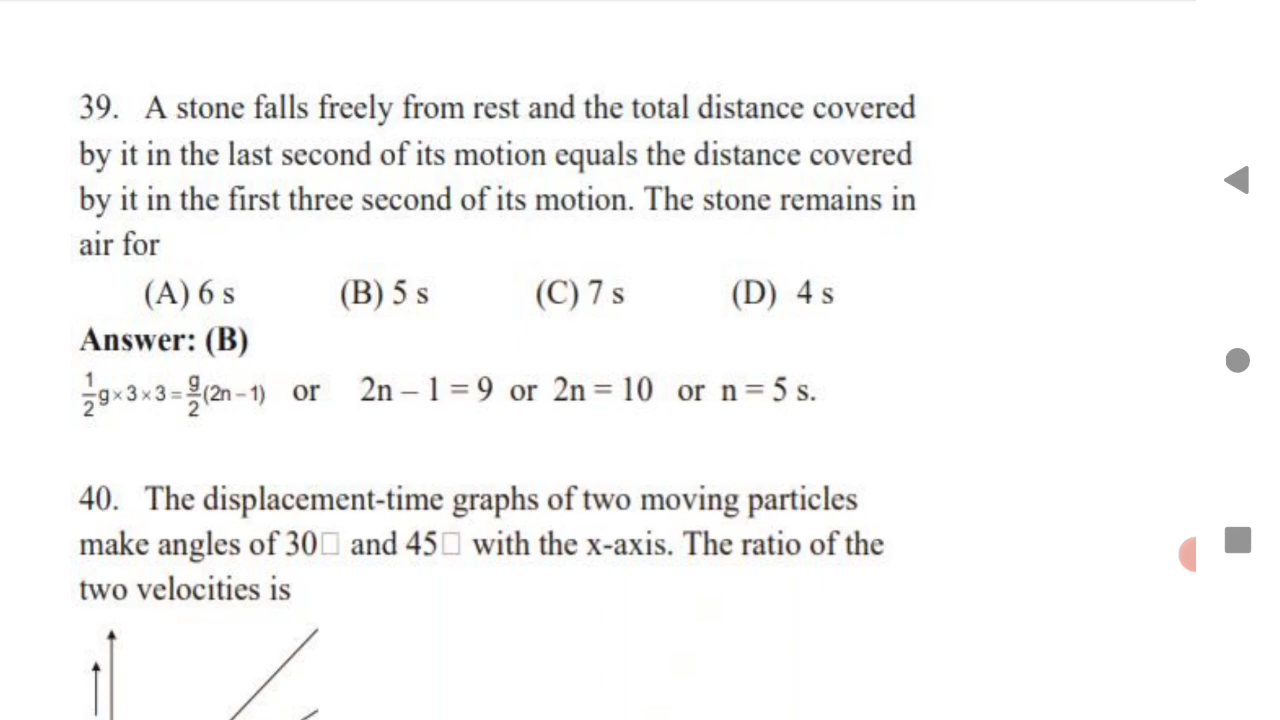 39. A stone falls freely from rest and the total distance covered
by it in the last second of its motion equals the distance covered
by it in the first three second of its motion. The stone remains in
air for
(A) 6 s (B) 5 s (C) 7 s (D) 4 s
Answer: (B)
½g×3×3=g/2(2n−1) or 2n – 1 = 9 or 2n = 10 or n = 5 s.
40. The displacement-time graphs of two moving particles
make angles of 30□ and 45□ with the x-axis. The ratio of the
two velocities is